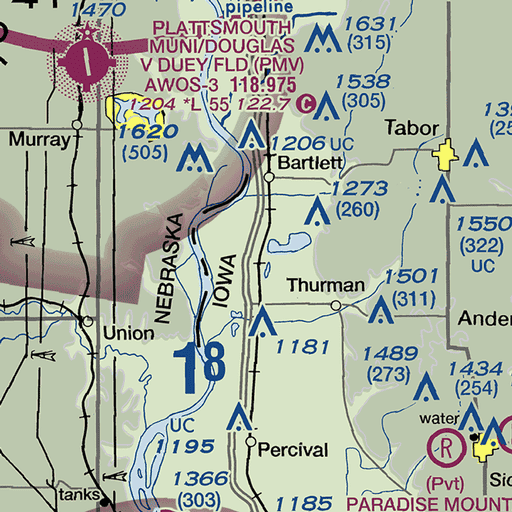 1470
pipeline
PLATTSMOUTH
MUNI/DOUGLAS
V DUEY FLD (PMV)
AWOS-3 118.975
1204 *L 55 122.7 C
1631
(315)
1538
(305)
Murray
1620
(505)
1206 UC
Bartlett
Tabor
1273
(260)
1550
(322)
UC
NEBRASKA
IOWA
Thurman
1501
(311)
Union
1181
18
1489
(273)
1434
(254)
water
UC
1195
Percival
R
(Pvt)
1366
(303)
tanks
1185
PARADISE MOUNT